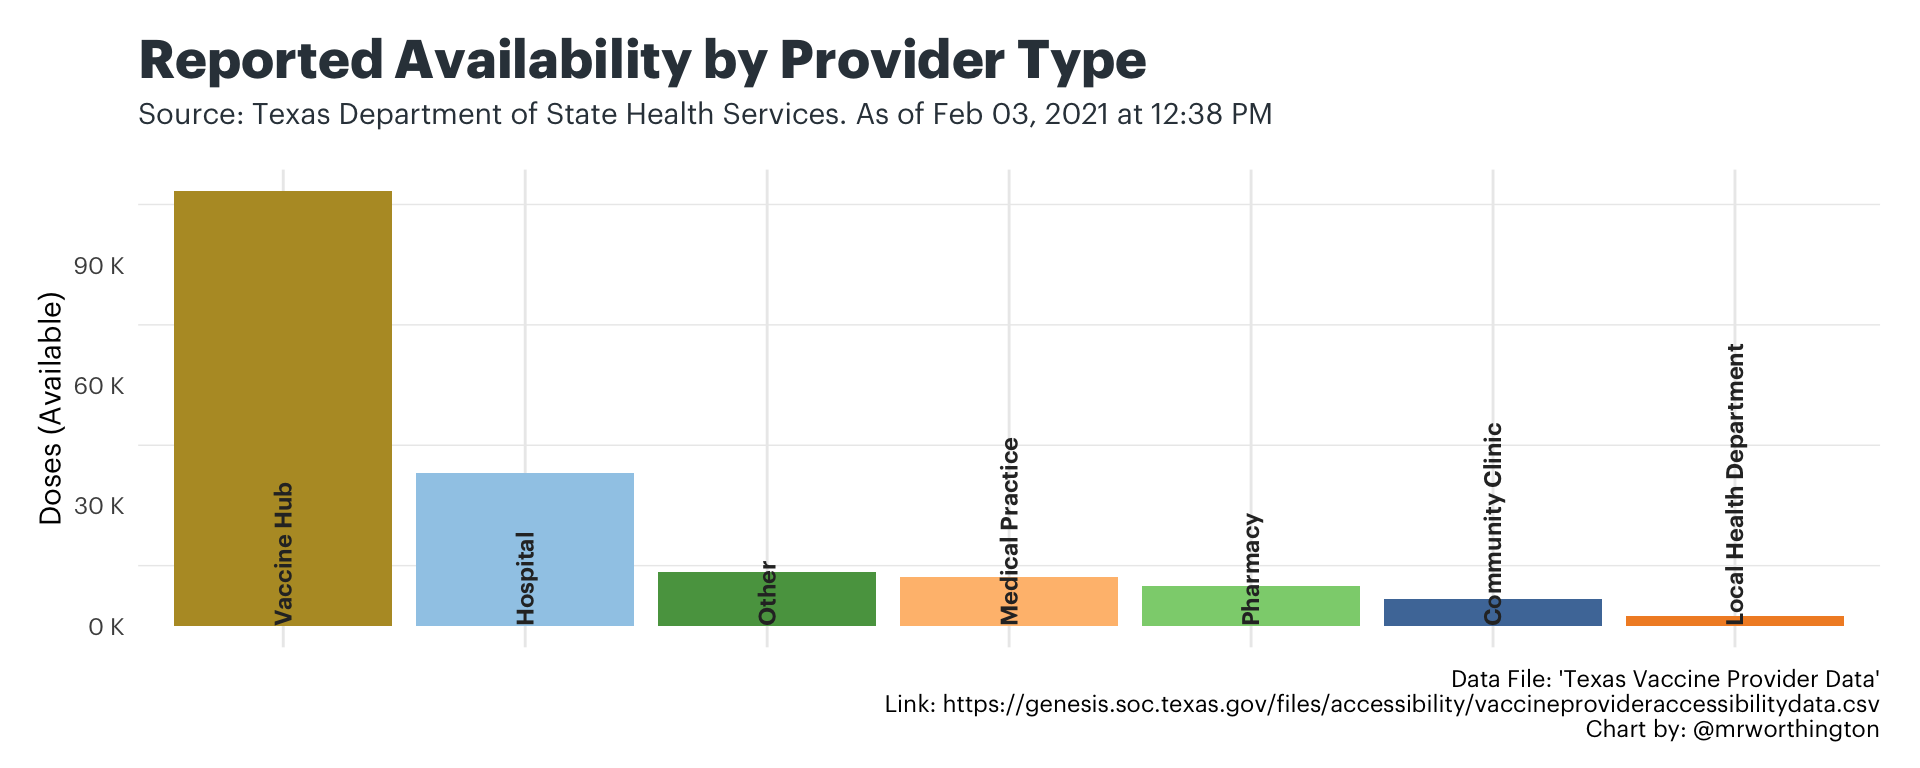 Reported Availability by Provider Type
Source: Texas Department of State Health Services. As of Feb 03, 2021 at 12:38 PM
Doses (Available)
90 K
60 K
30 K
0 K
Vaccine Hub
Hospital
Other
Medical Practice
Pharmacy
Community Clinic
Local Health Department
Data File: 'Texas Vaccine Provider Data'
Link: https://genesis.soc.texas.gov/files/accessibility/vaccineprovideraccessibilitydata.csv
Chart by: @mrworthington